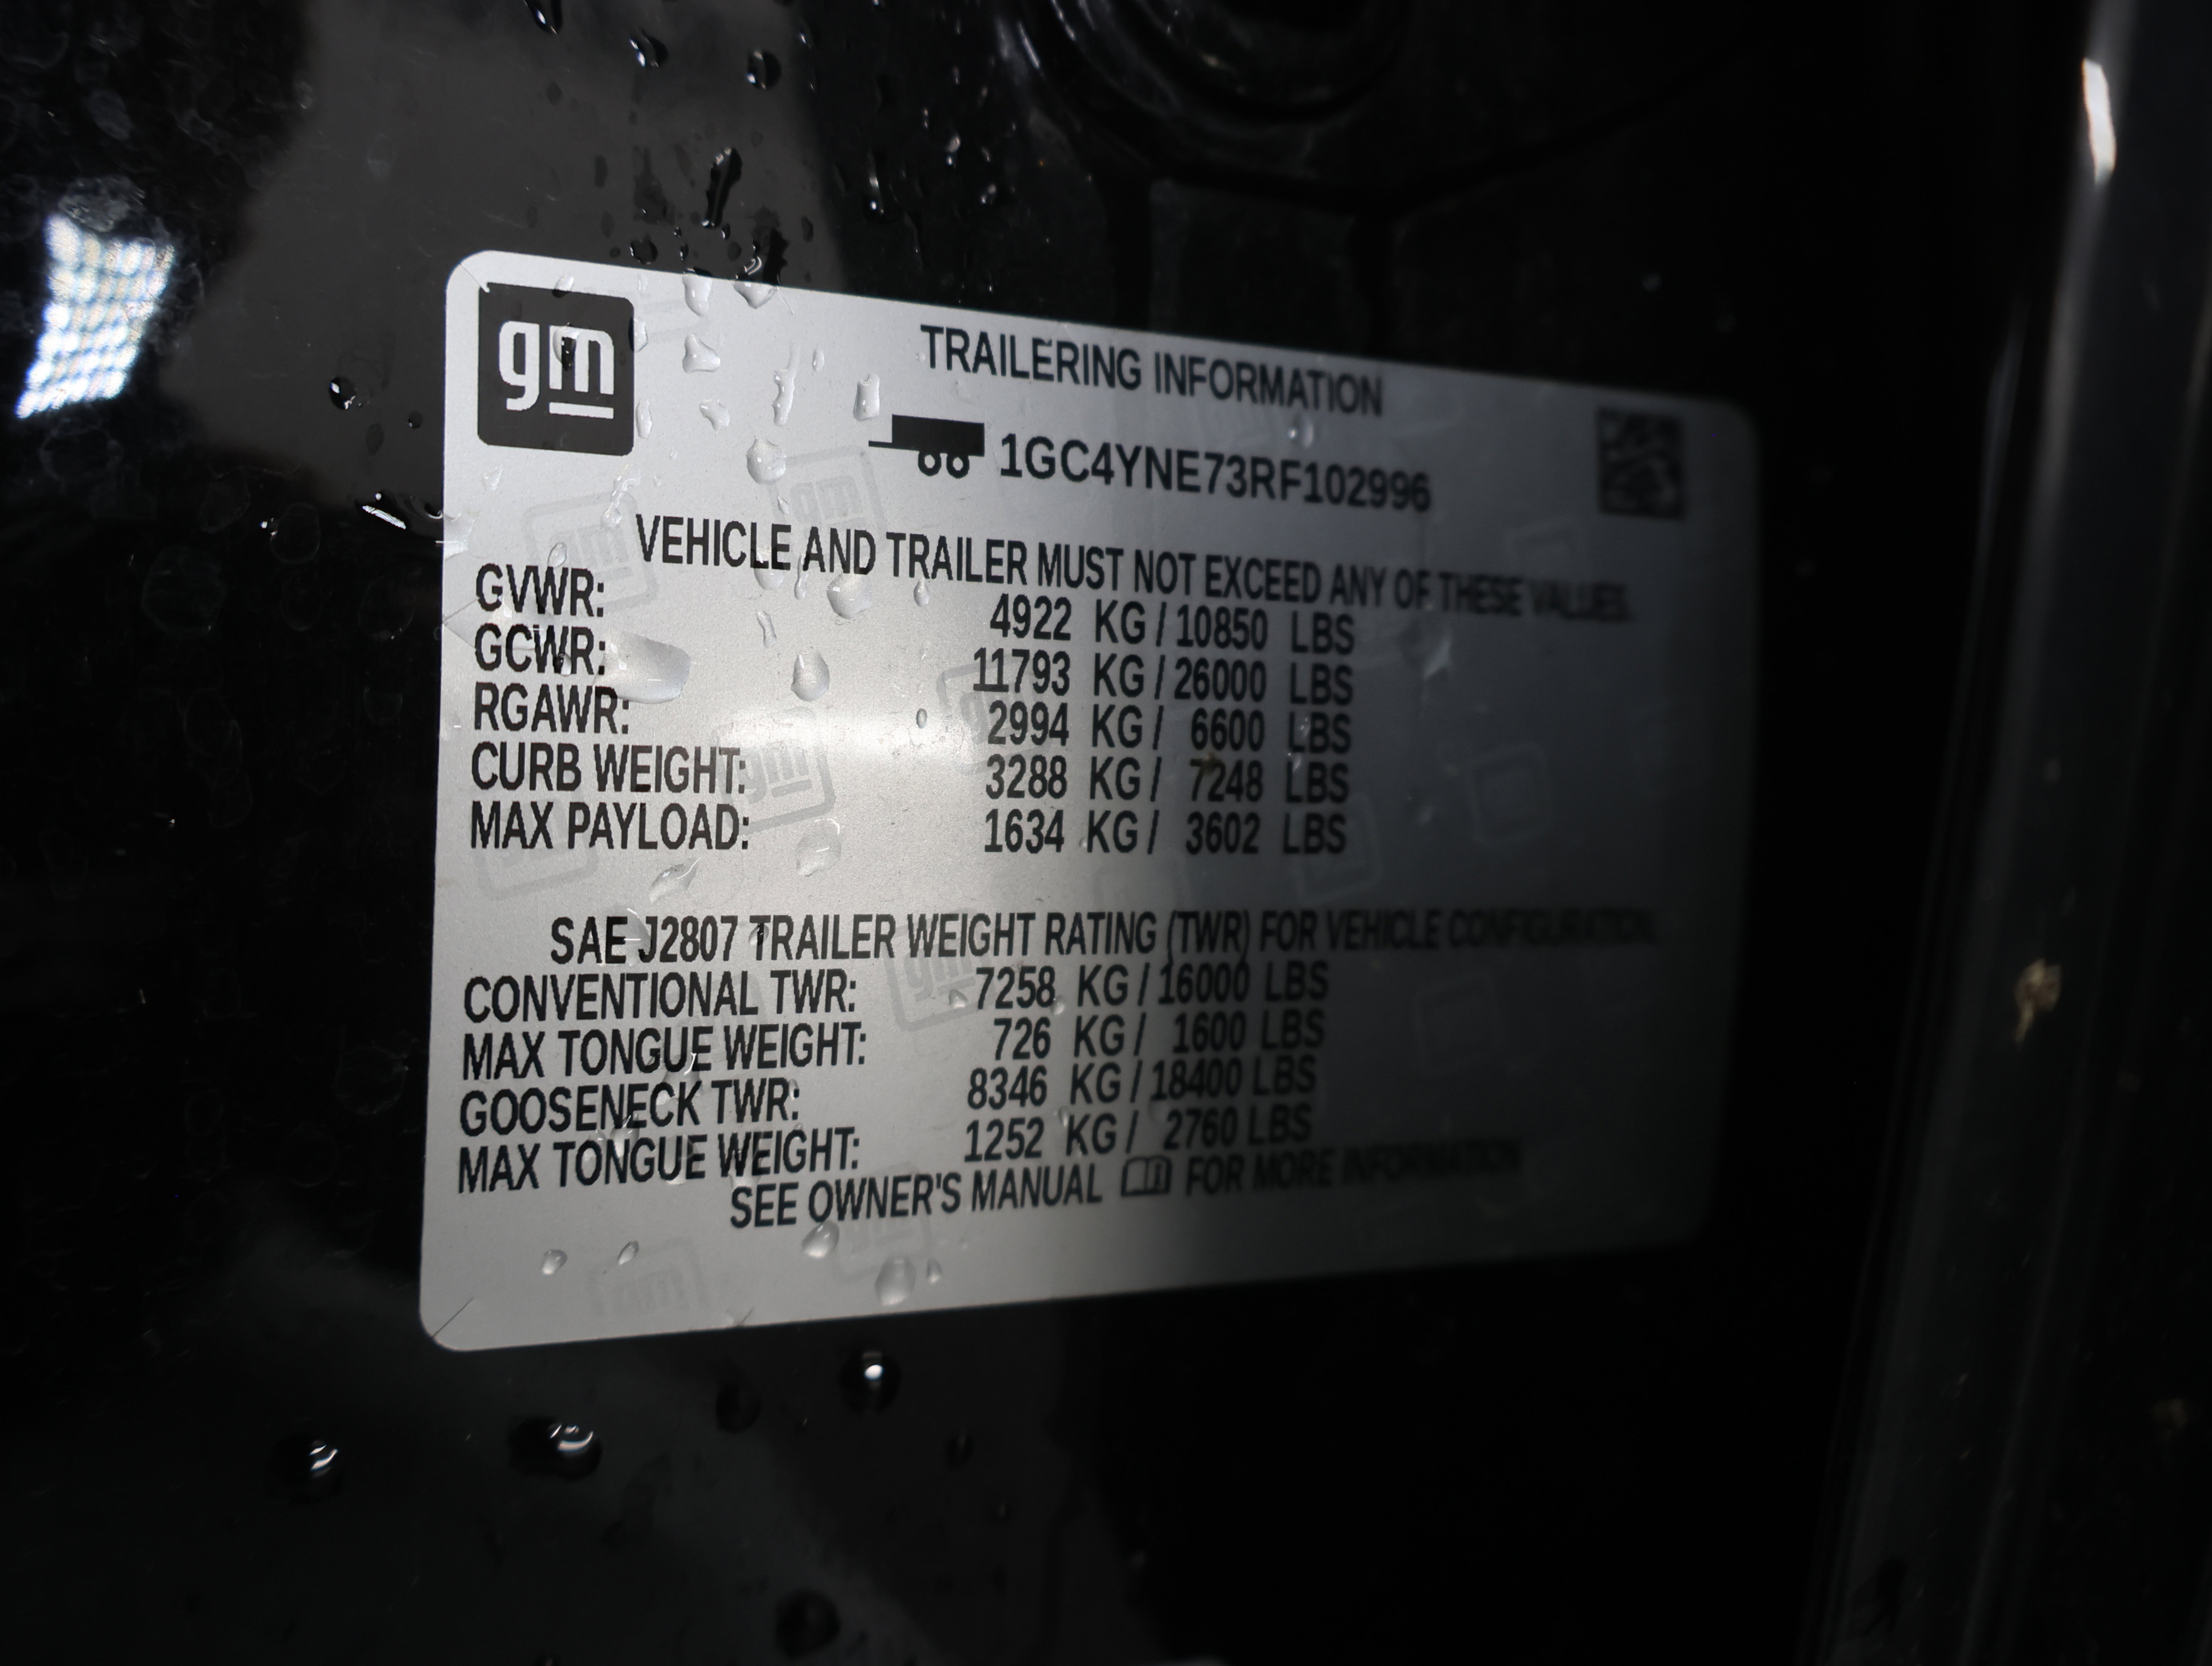 gm
TRAILERING INFORMATION
1GC4YNE73RF102996
VEHICLE AND TRAILER MUST NOT EXCEED ANY OF THESE VALUES.
GVWR: 4922 KG / 10850 LBS
GCWR: 11793 KG / 26000 LBS
RGAWR: 2994 KG / 6600 LBS
CURB WEIGHT: 3288 KG / 7248 LBS
MAX PAYLOAD: 1634 KG / 3602 LBS
SAE J2807 TRAILER WEIGHT RATING (TWR) FOR VEHICLE CONFIGURATION.
CONVENTIONAL TWR: 7258 KG / 16000 LBS
MAX TONGUE WEIGHT: 726 KG / 1600 LBS
GOOSENECK TWR: 8346 KG / 18400 LBS
MAX TONGUE WEIGHT: 1252 KG / 2760 LBS
SEE OWNER'S MANUAL FOR MORE INFORMATION